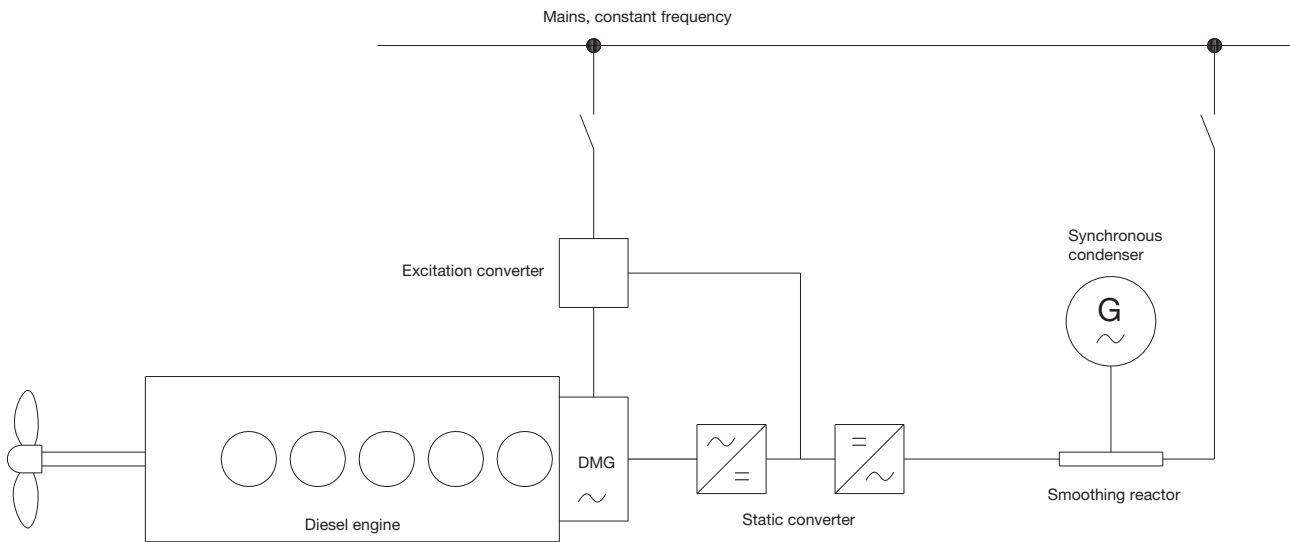 Mains, constant frequency
Excitation converter
Synchronous
condenser
G
DMG
Static converter
Smoothing reactor
Diesel engine